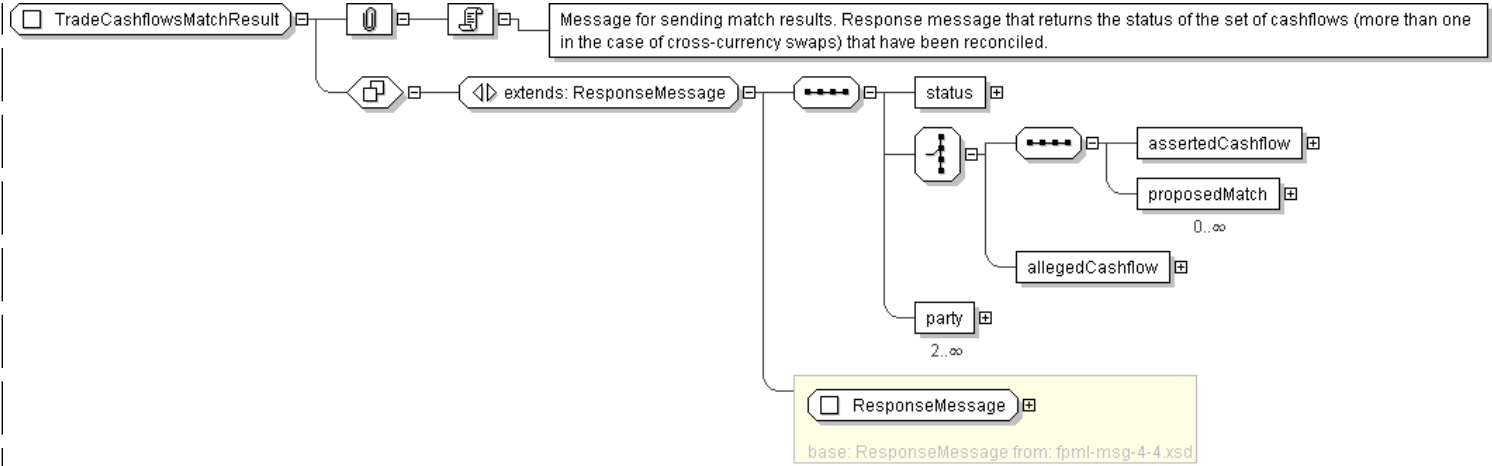 TradeCashflowsMatchResult
Message for sending match results. Response message that returns the status of the set of cashflows (more than one
in the case of cross-currency swaps) that have been reconciled.
extends: ResponseMessage
status
assertedCashflow
proposedMatch
0..∞
allegedCashflow
party
2..∞
ResponseMessage
base: ResponseMessage from: fpml-msg-4-4.xsd